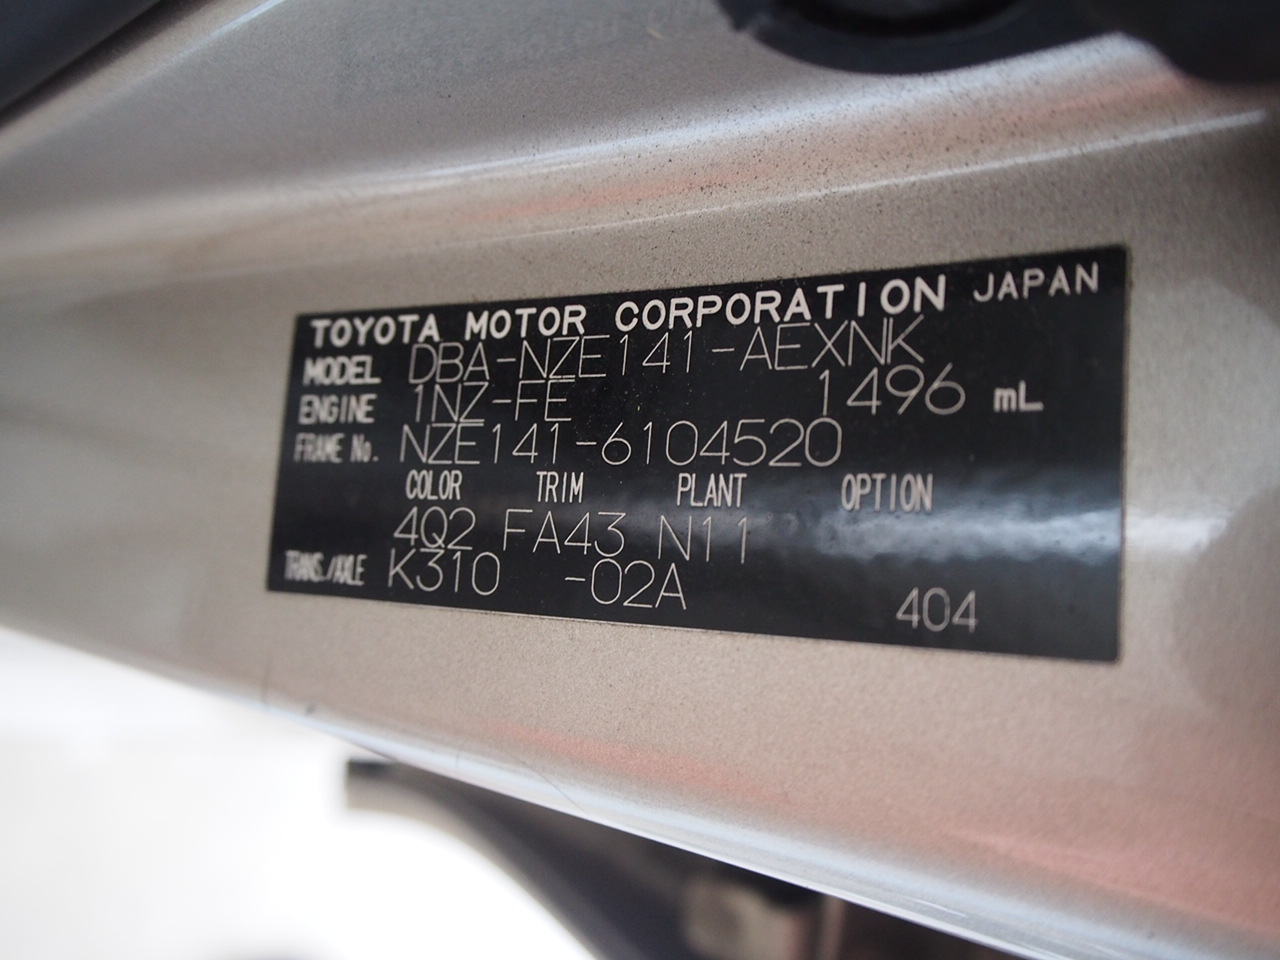 TOYOTA MOTOR CORPORATION JAPAN
MODEL DBA-NZE141-AEXNK
ENGINE 1NZ-FE 1496 mL
FRAME No. NZE141-6104520
COLOR TRIM PLANT OPTION
4Q2 FA43 N11
TRANS./AXLE K310 -02A 404